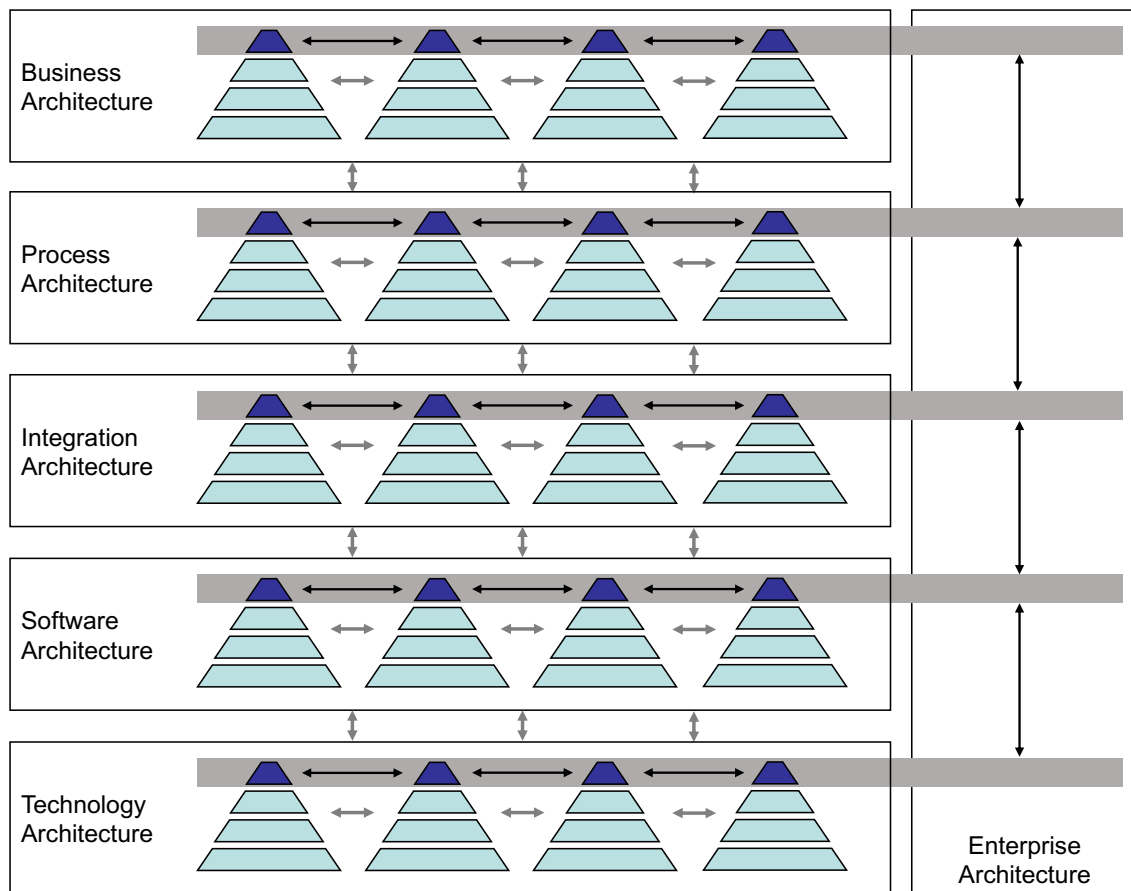 Business
Architecture
Process
Architecture
Integration
Architecture
Software
Architecture
Technology
Architecture
Enterprise
Architecture